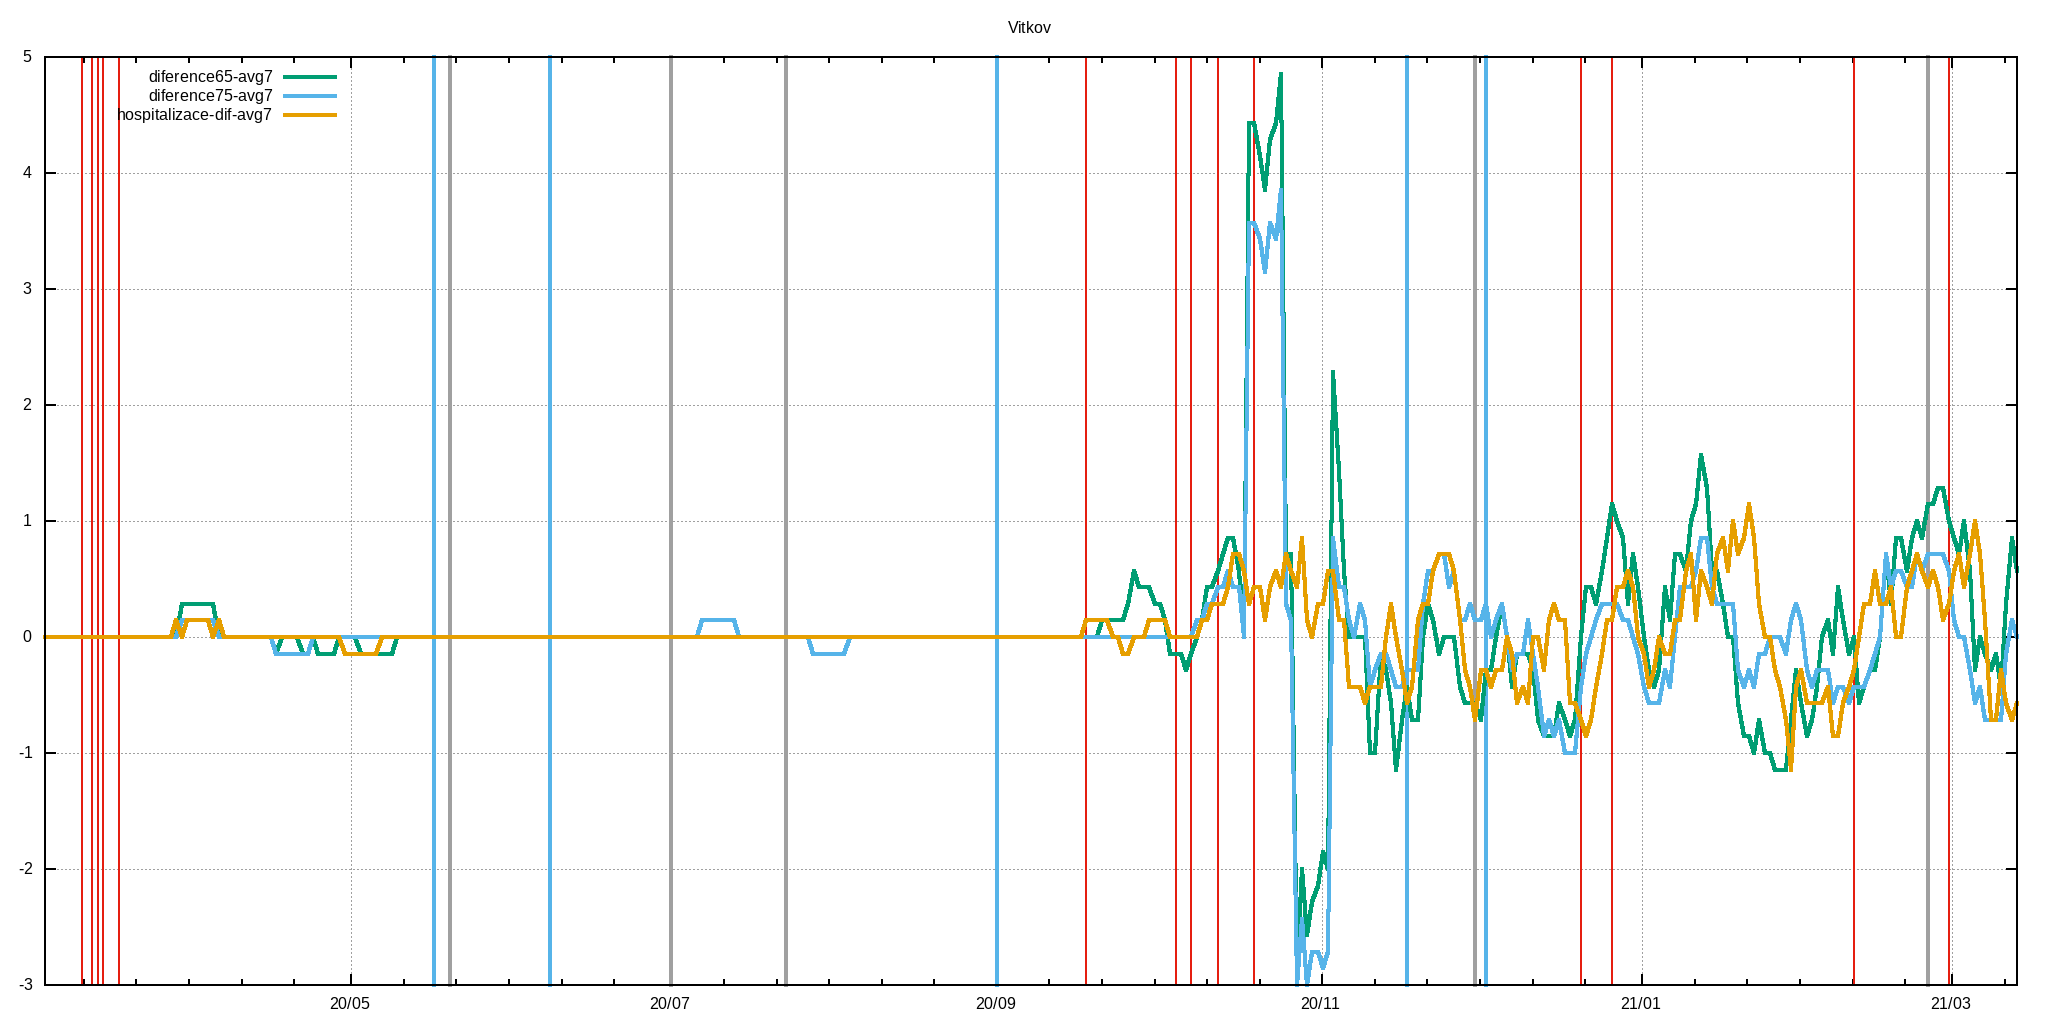 Vitkov
5
diference65-avg7
diference75-avg7
hospitalizace-dif-avg7
4
3
2
1
0
-1
-2
-3
20/05 20/07 20/09 20/11 21/01 21/03